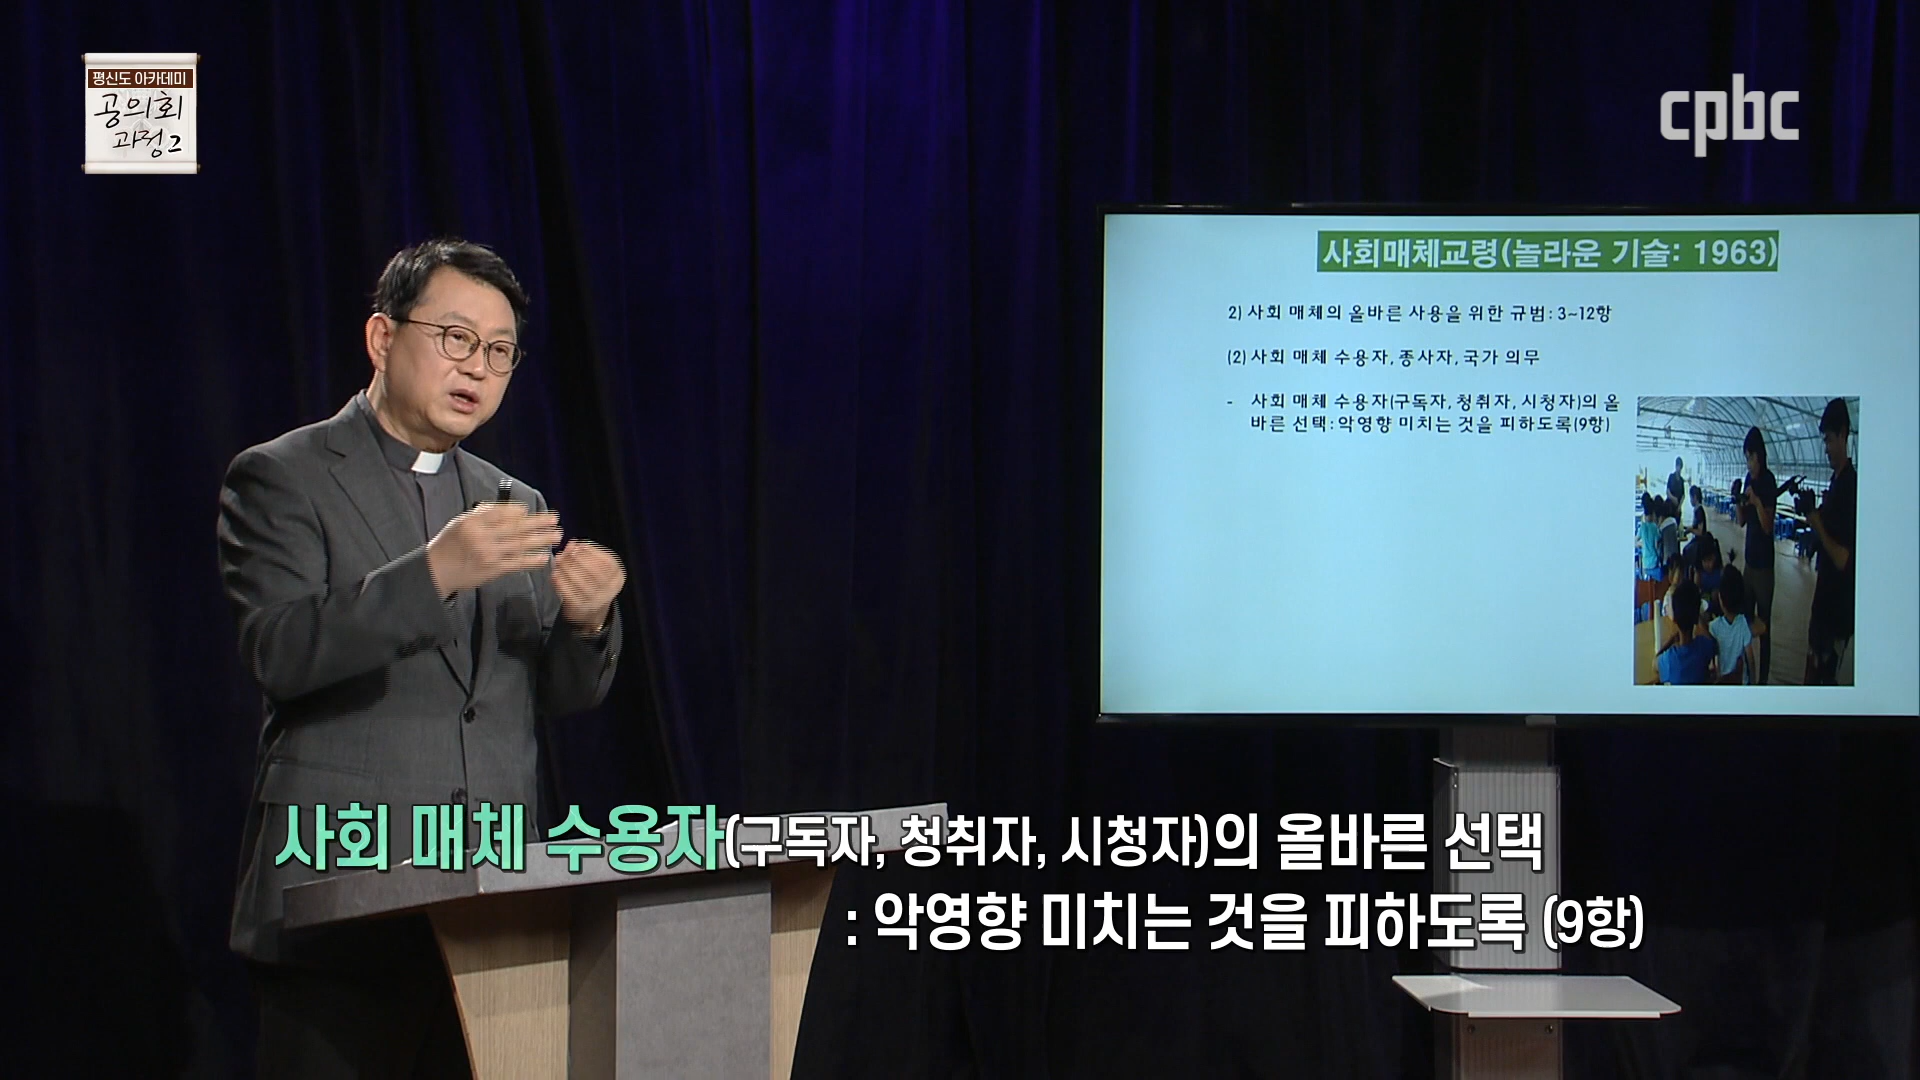 평신도 아카데미
공의회
과정2
cpbc
사회매체교령(놀라운 기술: 1963)
2) 사회 매체의 올바른 사용을 위한 규범: 3~12항
(2) 사회 매체 수용자, 종사자, 국가 의무
- 사회 매체 수용자(구독자, 청취자, 시청자)의 올
바른 선택: 악영향 미치는 것을 피하도록(9항)
사회 매체 수용자(구독자, 청취자, 시청자)의 올바른 선택
: 악영향 미치는 것을 피하도록 (9항)